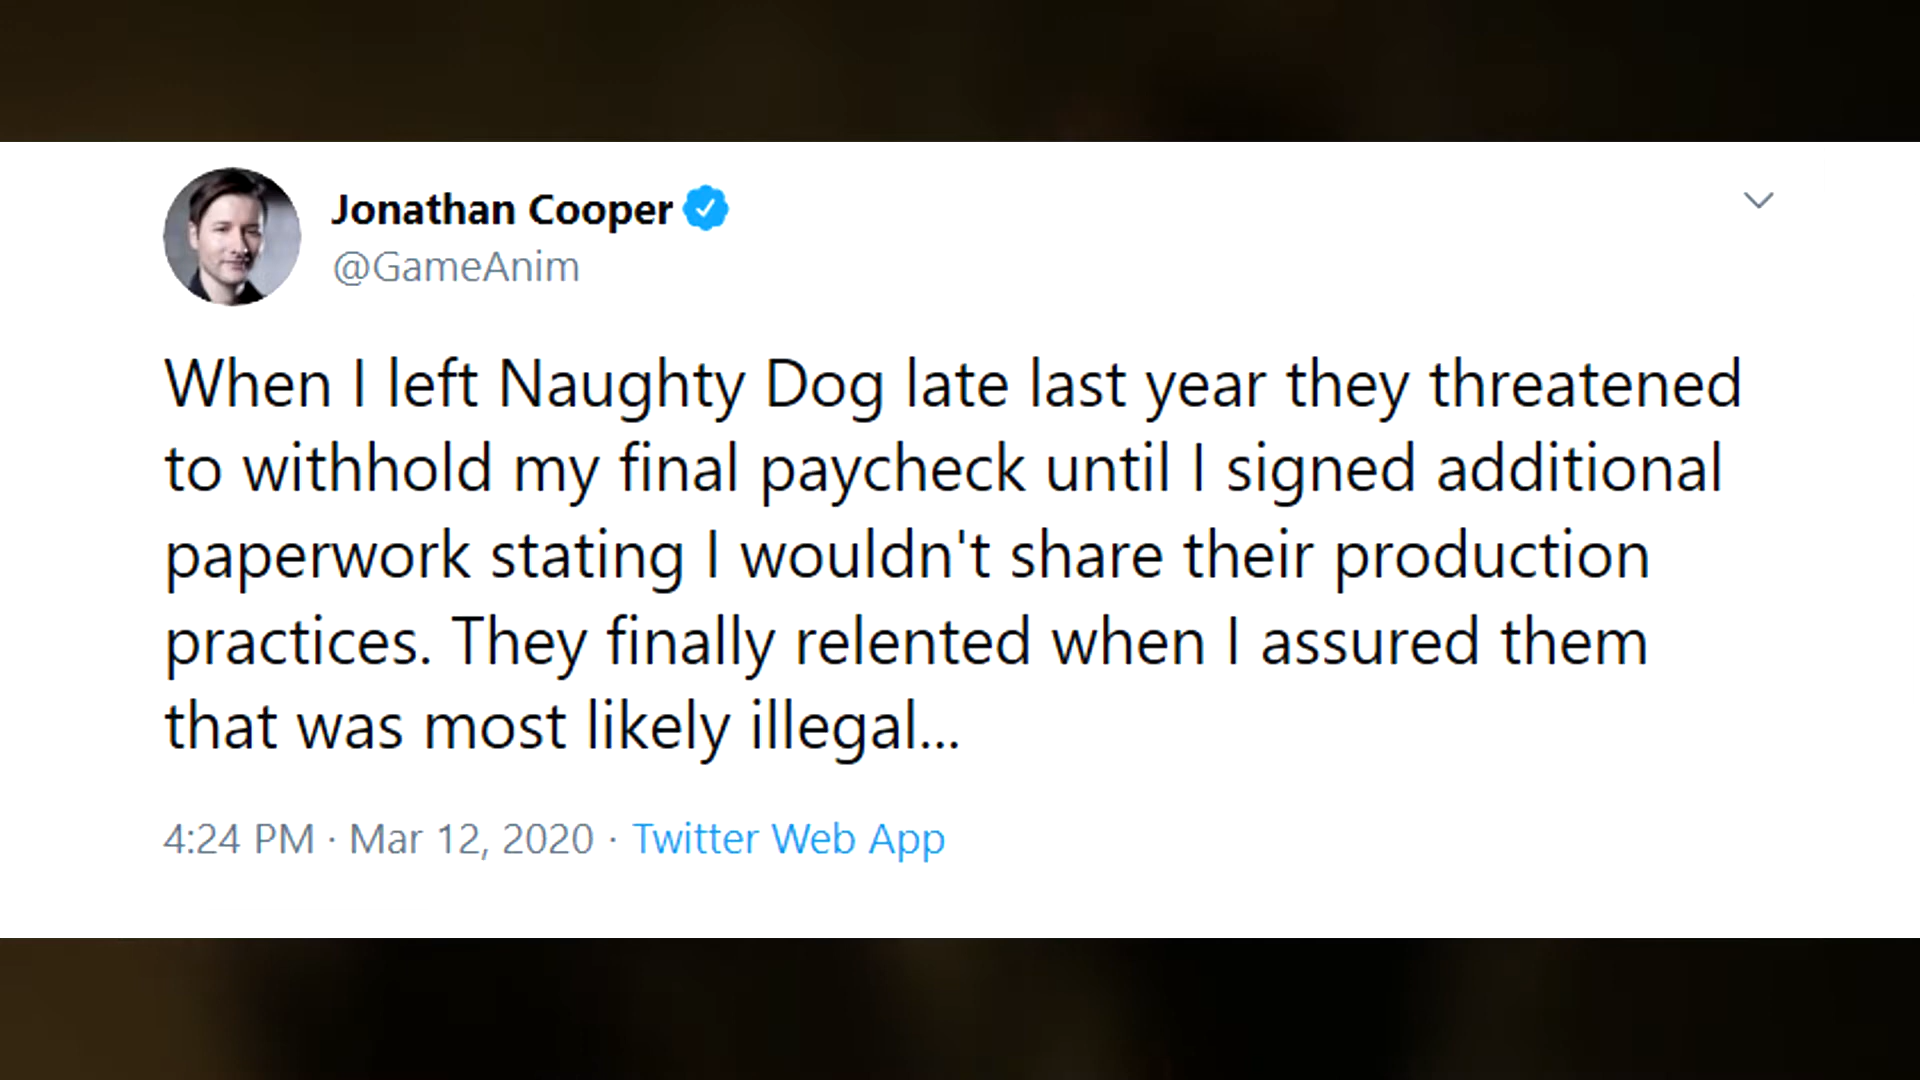 Jonathan Cooper
@GameAnim
When I left Naughty Dog late last year they threatened
to withhold my final paycheck until I signed additional
paperwork stating I wouldn't share their production
practices. They finally relented when I assured them
that was most likely illegal...
4:24 PM · Mar 12, 2020 · Twitter Web App